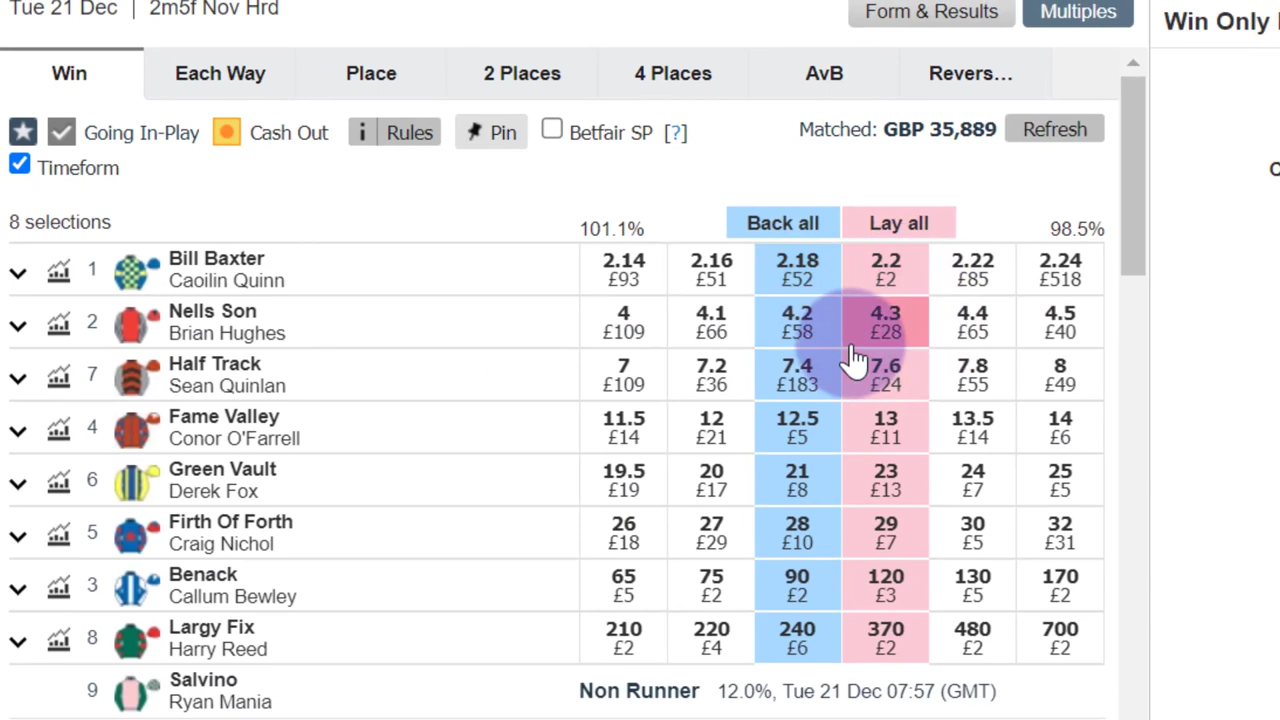 Tue 21 Dec | 2m5f Nov Hrd
Form & Results Multiples
Win Only
Win Each Way Place 2 Places 4 Places AvB Revers...
Going In-Play Cash Out i Rules Pin Betfair SP [?] Matched: GBP 35,889 Refresh
Timeform
8 selections 101.1% Back all Lay all 98.5%
1 Bill Baxter 2.14 2.16 2.18 2.2 2.22 2.24
Caoilin Quinn £93 £51 £52 £2 £85 £518
2 Nells Son 4 4.1 4.2 4.3 4.4 4.5
Brian Hughes £109 £66 £58 £28 £65 £40
7 Half Track 7 7.2 7.4 7.6 7.8 8
Sean Quinlan £109 £36 £183 £24 £55 £49
4 Fame Valley 11.5 12 12.5 13 13.5 14
Conor O'Farrell £14 £21 £5 £11 £14 £6
6 Green Vault 19.5 20 21 23 24 25
Derek Fox £19 £17 £8 £13 £7 £5
5 Firth Of Forth 26 27 28 29 30 32
Craig Nichol £18 £29 £10 £7 £5 £31
3 Benack 65 75 90 120 130 170
Callum Bewley £5 £2 £2 £3 £5 £2
8 Largy Fix 210 220 240 370 480 700
Harry Reed £2 £4 £6 £2 £2 £2
9 Salvino Non Runner 12.0%, Tue 21 Dec 07:57 (GMT)
Ryan Mania